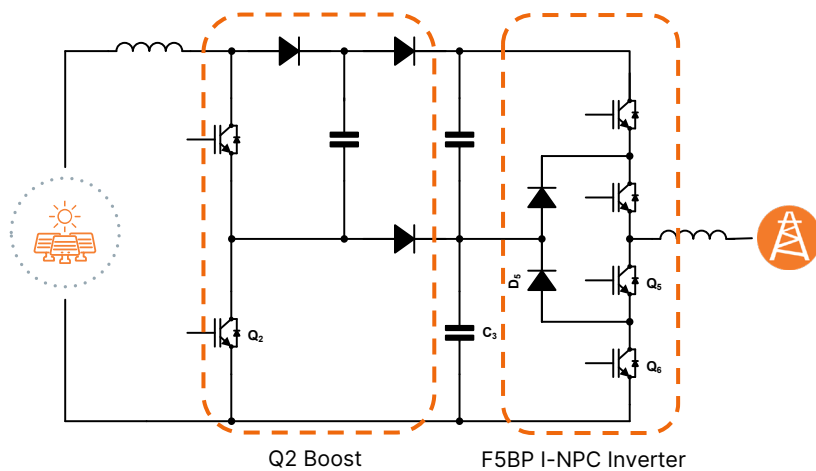 Q5
D5
Q2
C3
Q6
Q2 Boost
F5BP I-NPC Inverter